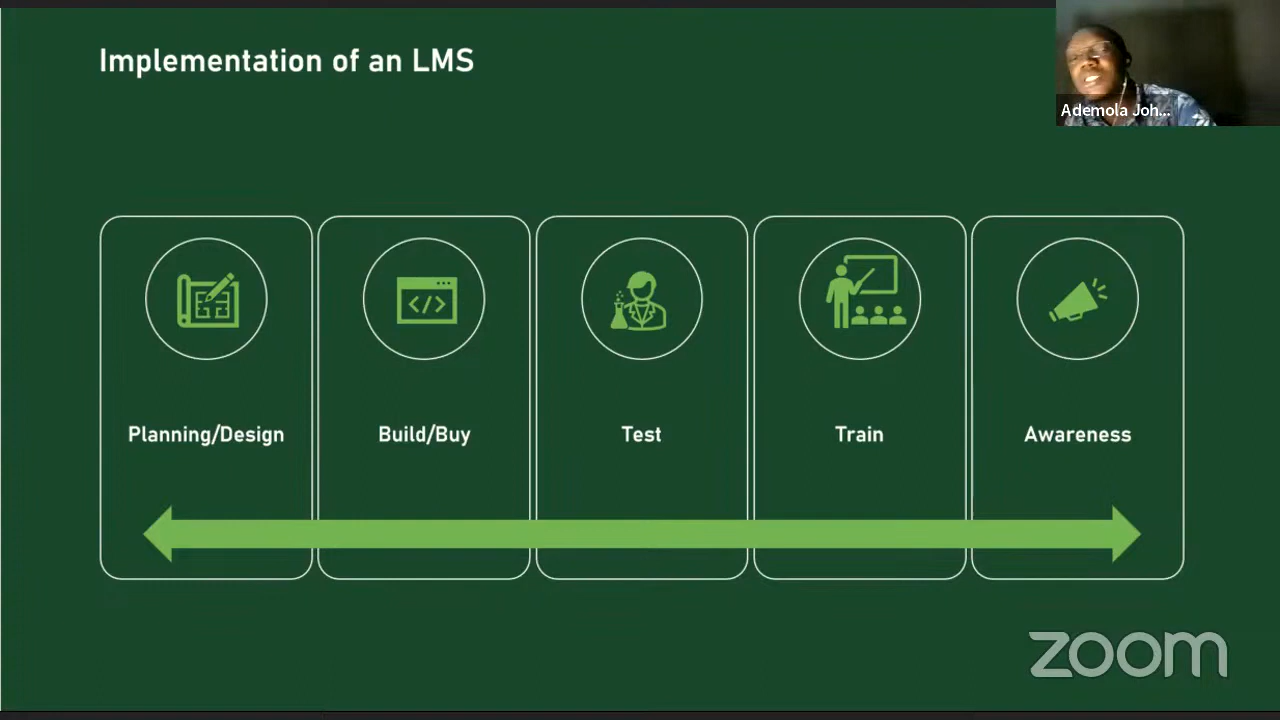 Implementation of an LMS
Ademola Joh...
Planning/Design
Build/Buy
Test
Train
Awareness
zoom